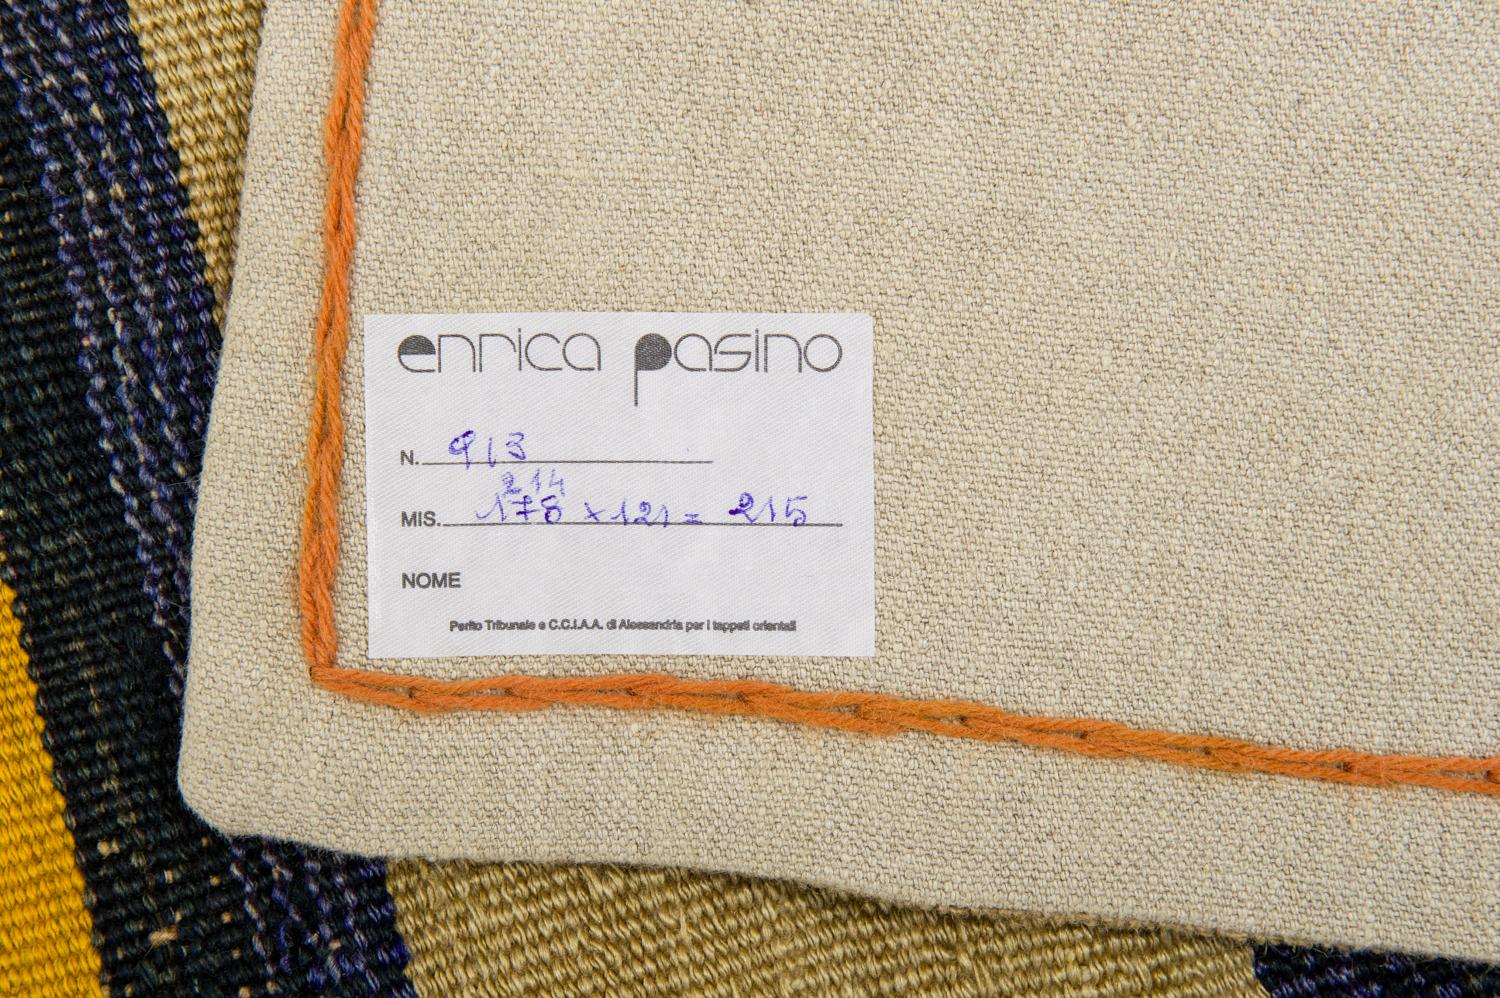 enrica pasino
N. 913
214
MIS. 178 x 121 = 215
NOME
Perito Tribunale e C.C.I.A.A. di Alessandria per i tappeti orientali